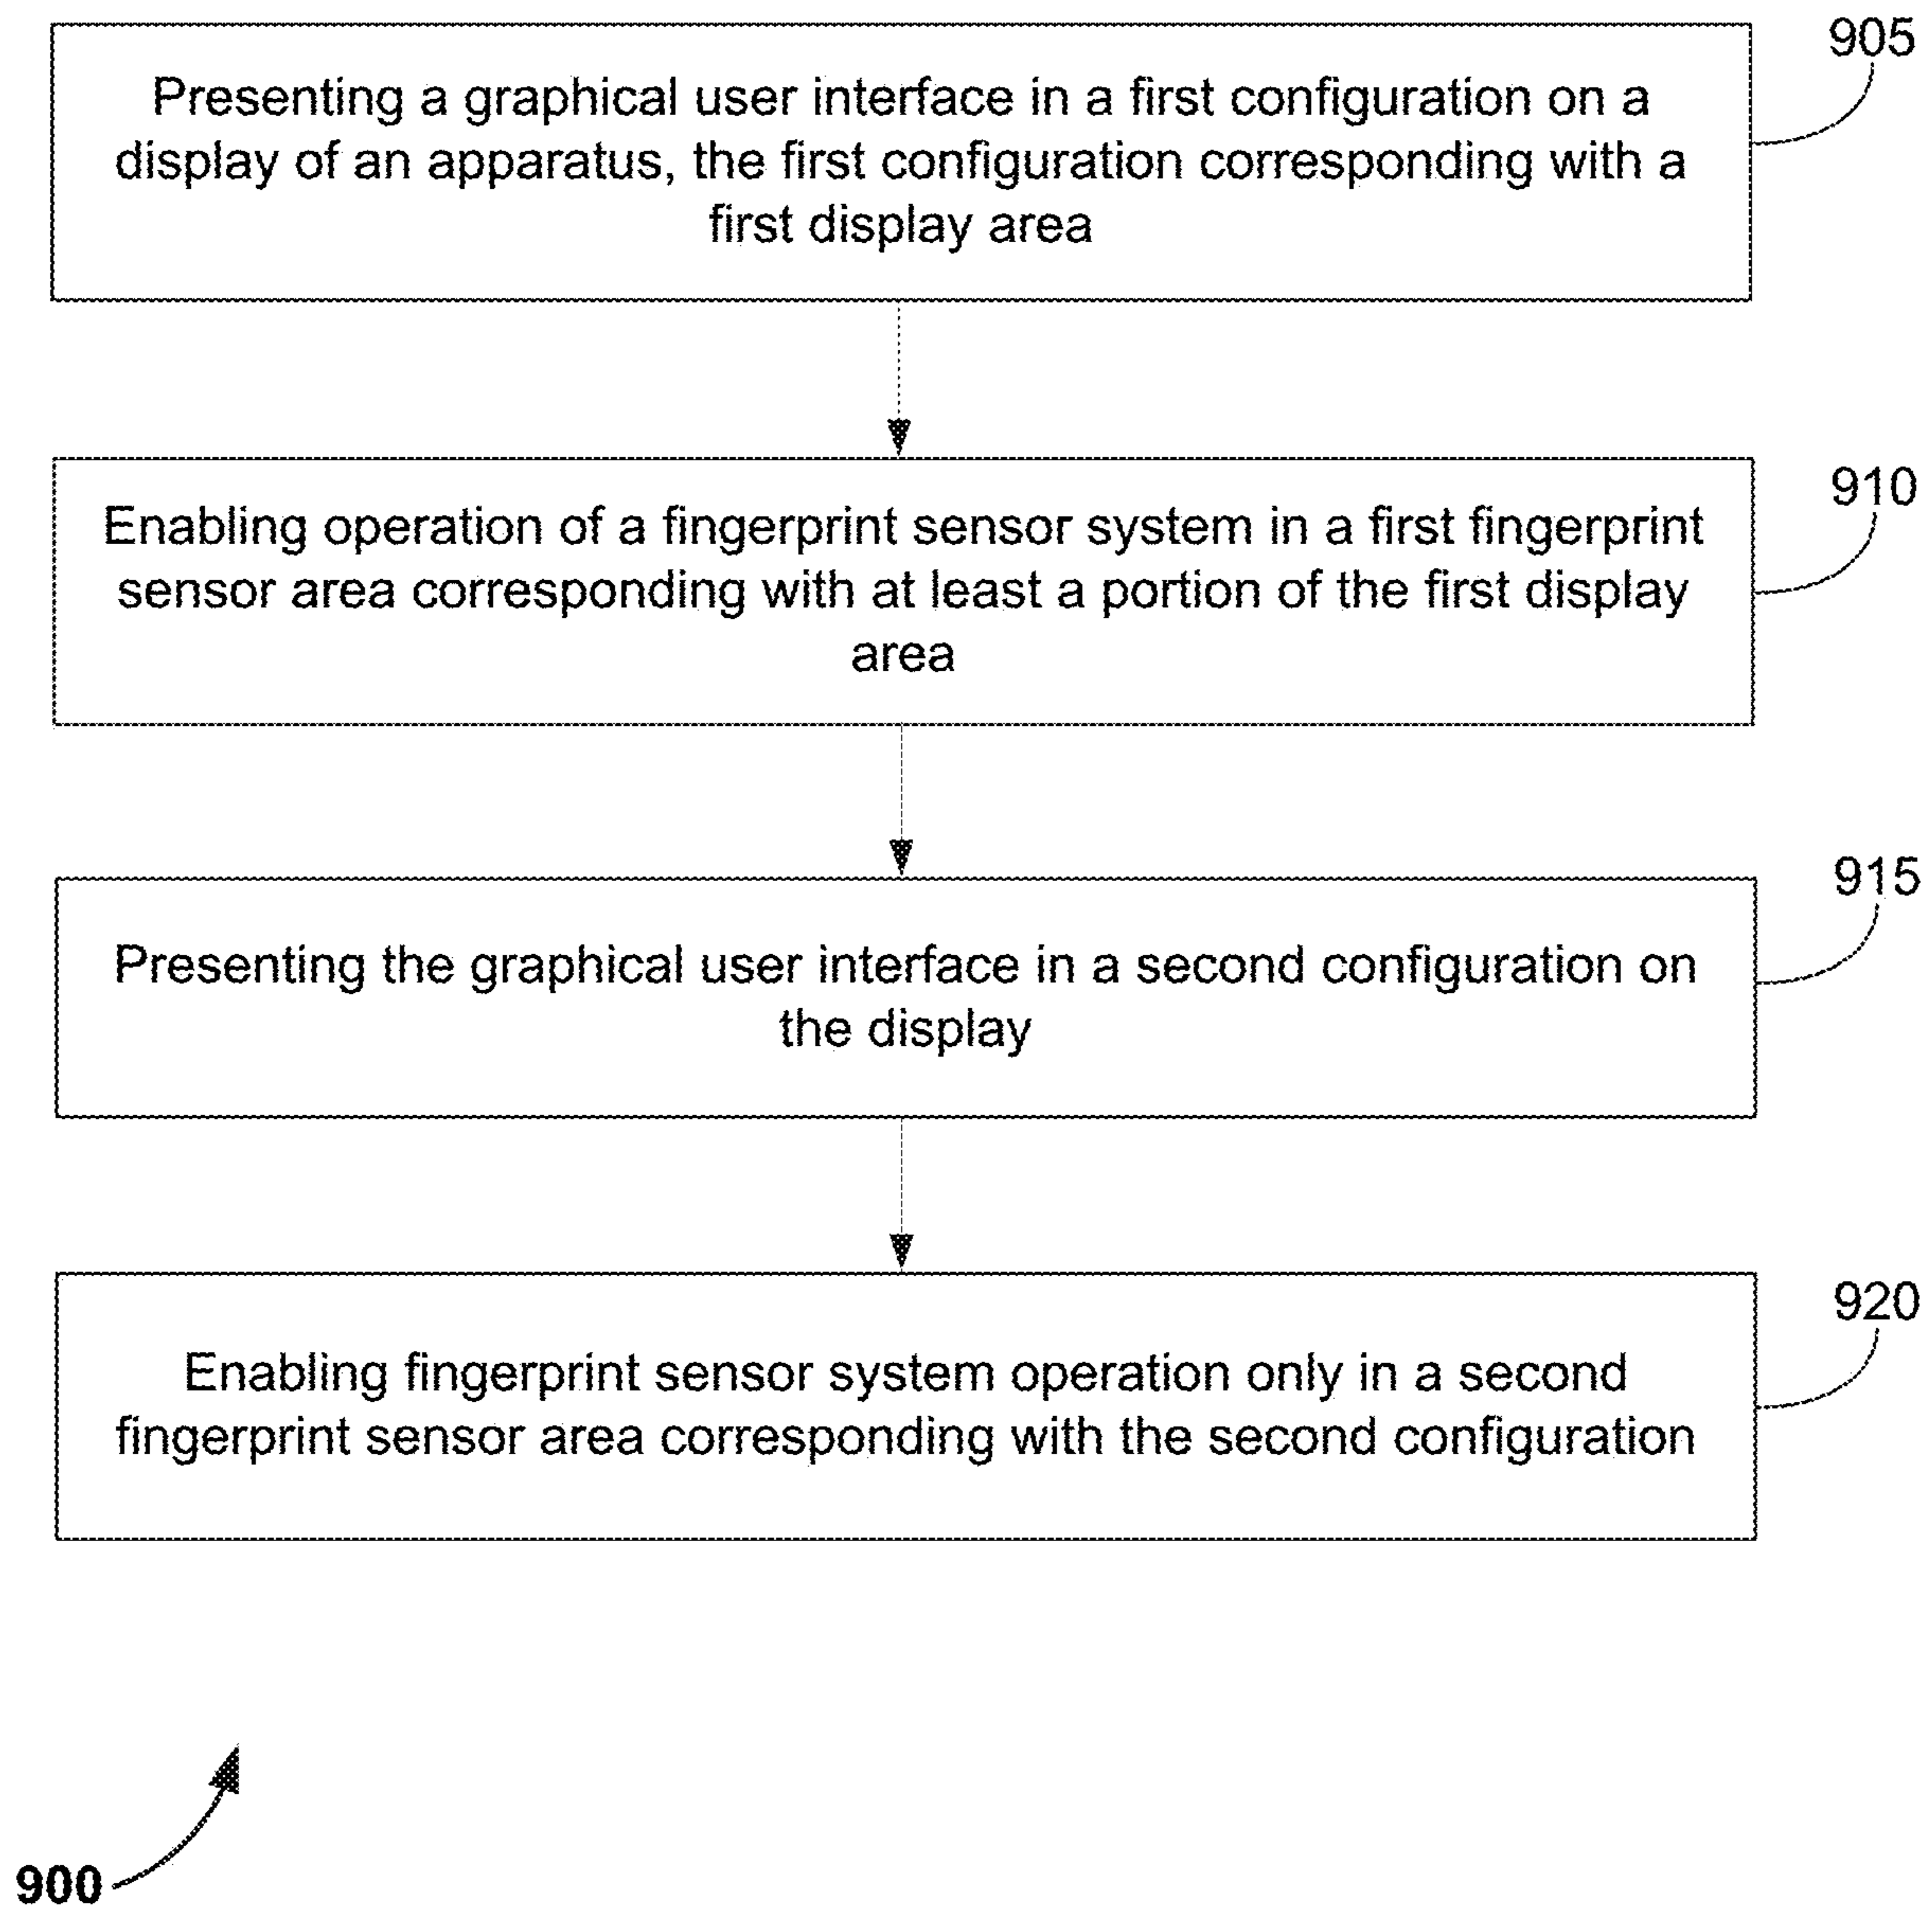 905
Presenting a graphical user interface in a first configuration on a
display of an apparatus, the first configuration corresponding with a
first display area
910
Enabling operation of a fingerprint sensor system in a first fingerprint
sensor area corresponding with at least a portion of the first display
area
915
Presenting the graphical user interface in a second configuration on
the display
920
Enabling fingerprint sensor system operation only in a second
fingerprint sensor area corresponding with the second configuration
900